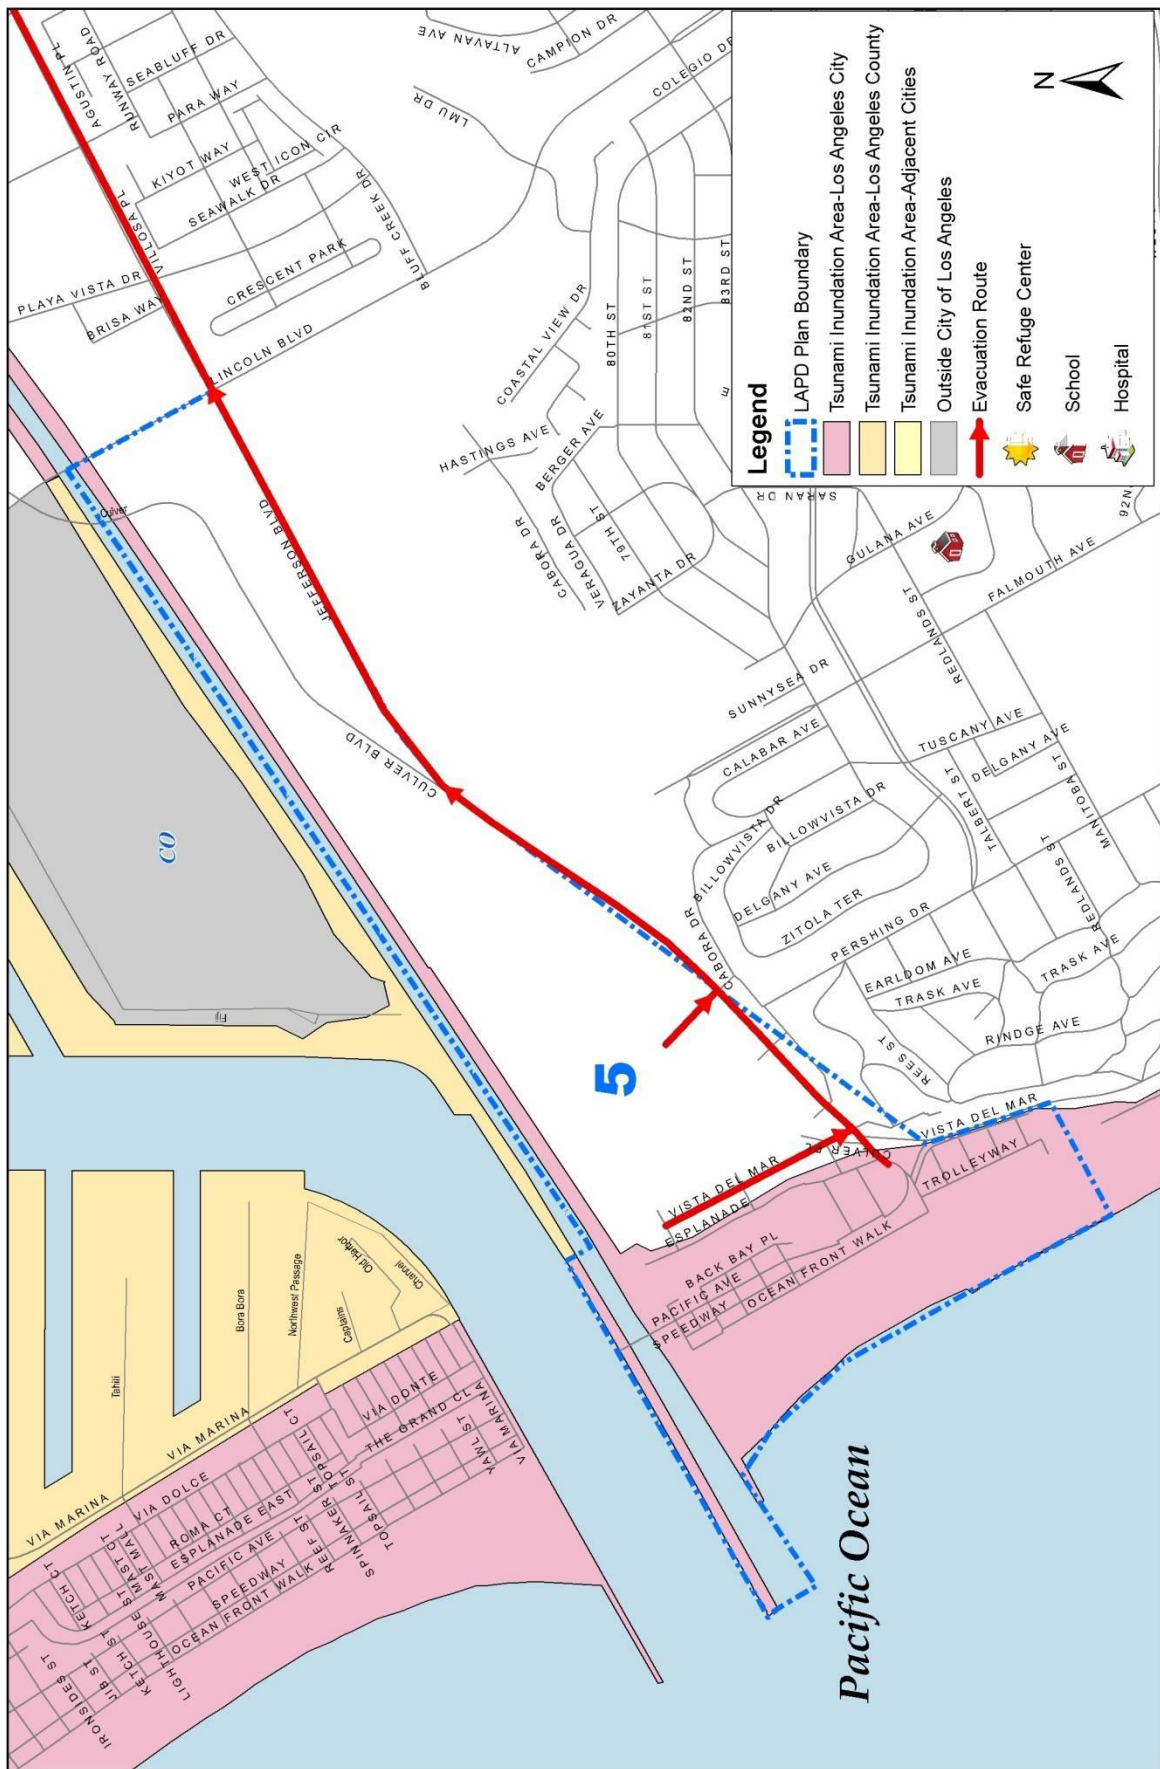 AGUSTIN PL
RUNWAY ROAD
SEABLUFF DR
PARA WAY
KIYOT WAY
WEST ICON CIR
SEAWALK DR
VILLOSA PL
PLAYA VISTA DR
BRISA WAY
CRESCENT PARK
BLUFF CREEK DR
LINCOLN BLVD
ALTAVAN AVE
CAMPION DR
LMU DR
COLEGIO DR
COASTAL VIEW DR
80TH ST
81ST ST
82ND ST
83RD ST
E
HASTINGS AVE
BERGER AVE
CABORA DR
VERAGUA DR
79TH ST
ZAYANTA DR
SARAN DR
GULANA AVE
REDLANDS ST
FALMOUTH AVE
92N
Culver
JEFFERSON BLVD
CULVER BLVD
SUNNYSEA DR
CALABAR AVE
TUSCANY AVE
DELGANY AVE
TALBERT ST
MANITOBA ST
BILLOWVISTA DR
BILLOWVISTA DR
DELGANY AVE
ZITOLA TER
CABORA DR
PERSHING DR
REDLANDS ST
EARLDOM AVE
TRASK AVE
TRASK AVE
RINDGE AVE
REES ST
CO
Fiji
5
VISTA DEL MAR
VISTA DEL MAR
CULVER PL
ESPLANADE
TROLLEYWAY
BACK BAY PL
PACIFIC AVE
SPEEDWAY
OCEAN FRONT WALK
Tahiti
Bora Bora
Northwest Passage
Old Harbor
Channel
Captains
VIA MARINA
VIA MARINA
VIA DOLCE
VIA DONTE
THE GRAND CL
TOPSAIL CT
ROMA CT
ESPLANADE EAST
PACIFIC AVE
SPEEDWAY
OCEAN FRONT WALK
KETCH CT
MAST CT
MAST MALL
KETCH ST
LIGHTHOUSE ST
JIB ST
IRONSIDES ST
REEF ST
SPINNAKER ST
TOPSAIL ST
YAWL ST
VIA MARINA
Pacific Ocean
Legend
LAPD Plan Boundary
Tsunami Inundation Area-Los Angeles City
Tsunami Inundation Area-Los Angeles County
Tsunami Inundation Area-Adjacent Cities
Outside City of Los Angeles
Evacuation Route
Safe Refuge Center
School
Hospital
N